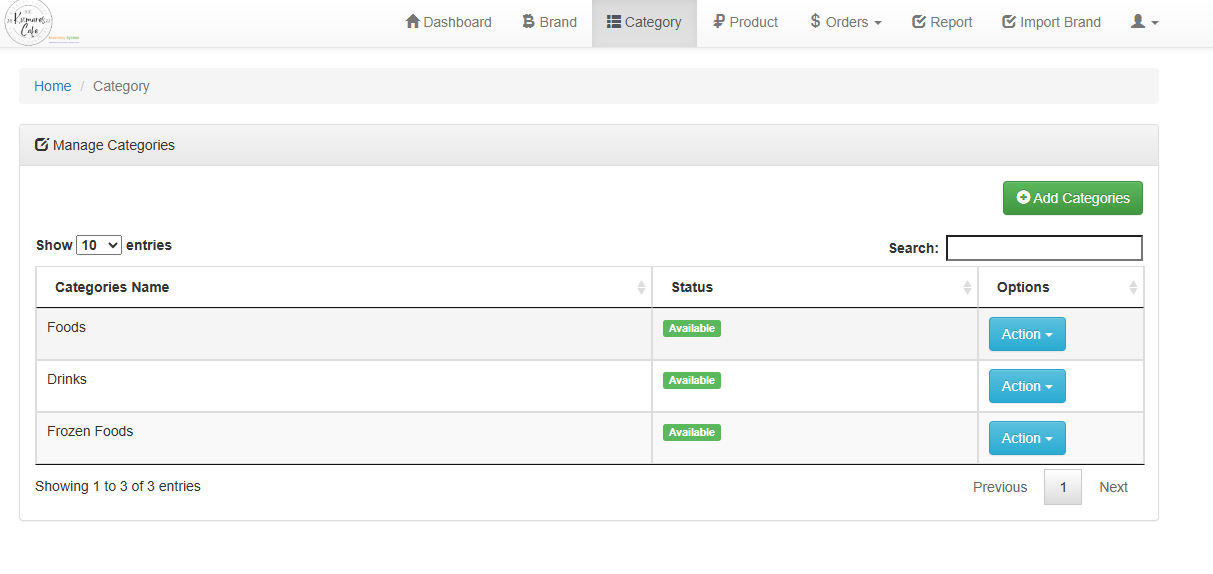 Cafe
Dashboard Brand Category Product Orders Report Import Brand
Home / Category
Manage Categories
Add Categories
Show 10 entries
Search:
Categories Name Status Options
Foods Available Action
Drinks Available Action
Frozen Foods Available Action
Showing 1 to 3 of 3 entries
Previous 1 Next